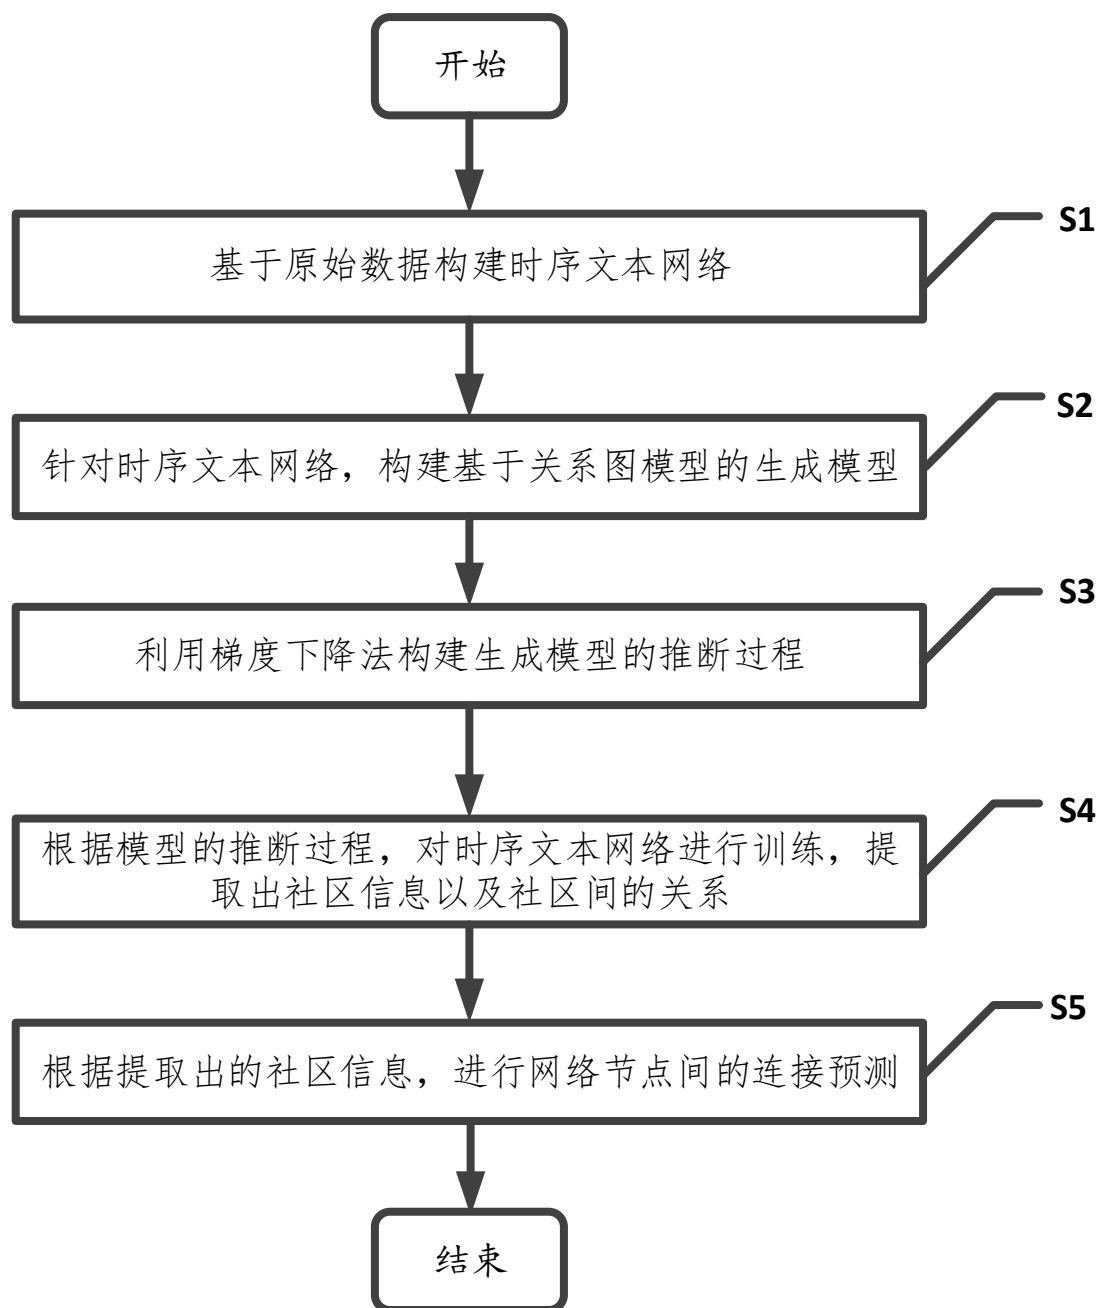 开始
S1
基于原始数据构建时序文本网络
S2
针对时序文本网络，构建基于关系图模型的生成模型
S3
利用梯度下降法构建生成模型的推断过程
S4
根据模型的推断过程，对时序文本网络进行训练，提
取出社区信息以及社区间的关系
S5
根据提取出的社区信息，进行网络节点间的连接预测
结束